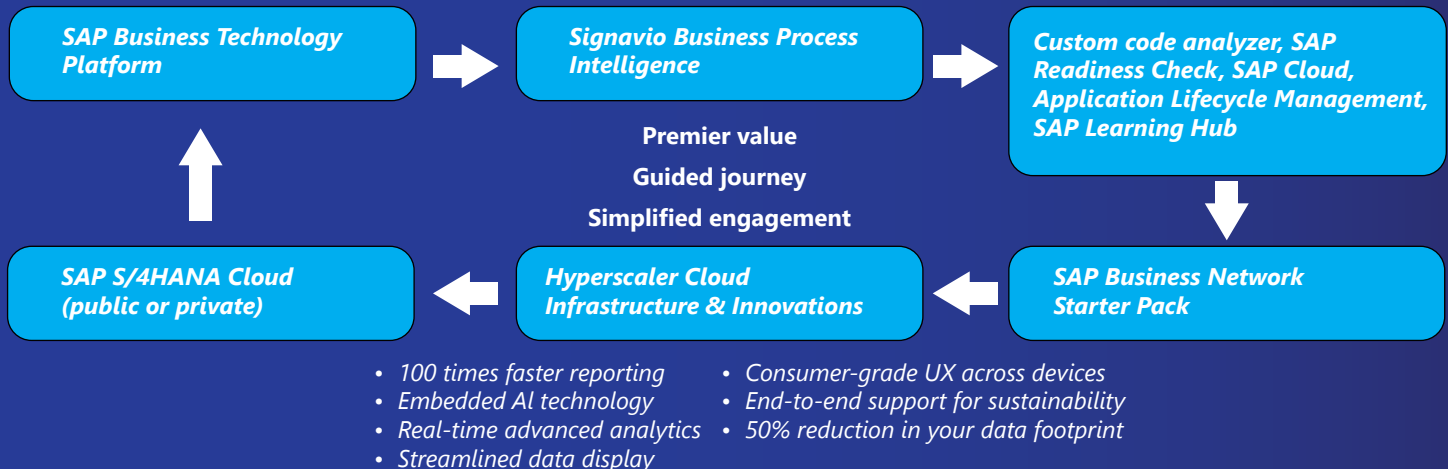 SAP Business Technology
Platform
Signavio Business Process
Intelligence
Custom code analyzer, SAP
Readiness Check, SAP Cloud,
Application Lifecycle Management,
SAP Learning Hub
Premier value
Guided journey
Simplified engagement
SAP S/4HANA Cloud
(public or private)
Hyperscaler Cloud
Infrastructure & Innovations
SAP Business Network
Starter Pack
• 100 times faster reporting
• Embedded AI technology
• Real-time advanced analytics
• Streamlined data display
• Consumer-grade UX across devices
• End-to-end support for sustainability
• 50% reduction in your data footprint